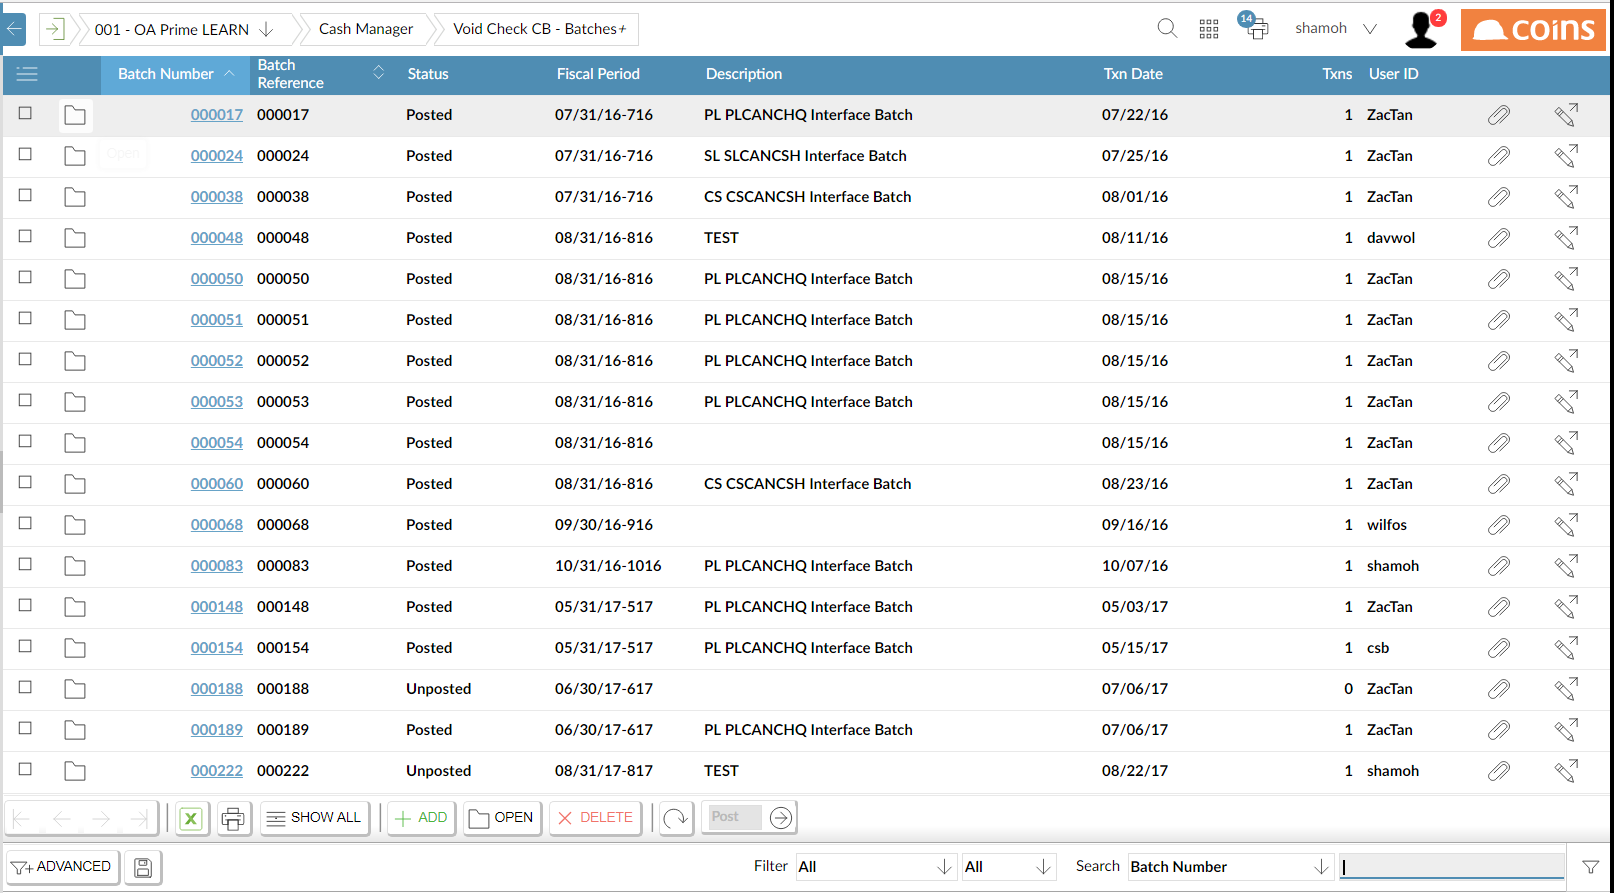 001 - OA Prime LEARN Cash Manager Void Check CB - Batches+ 14 shamoh 2 coins
Batch Number Batch Reference Status Fiscal Period Description Txn Date Txns User ID
000017 000017 Posted 07/31/16-716 PL PLCANCHQ Interface Batch 07/22/16 1 ZacTan
Open
000024 000024 Posted 07/31/16-716 SL SLCANCSH Interface Batch 07/25/16 1 ZacTan
000038 000038 Posted 07/31/16-716 CS CSCANCSH Interface Batch 08/01/16 1 ZacTan
000048 000048 Posted 08/31/16-816 TEST 08/11/16 1 davwol
000050 000050 Posted 08/31/16-816 PL PLCANCHQ Interface Batch 08/15/16 1 ZacTan
000051 000051 Posted 08/31/16-816 PL PLCANCHQ Interface Batch 08/15/16 1 ZacTan
000052 000052 Posted 08/31/16-816 PL PLCANCHQ Interface Batch 08/15/16 1 ZacTan
000053 000053 Posted 08/31/16-816 PL PLCANCHQ Interface Batch 08/15/16 1 ZacTan
000054 000054 Posted 08/31/16-816 08/15/16 1 ZacTan
000060 000060 Posted 08/31/16-816 CS CSCANCSH Interface Batch 08/23/16 1 ZacTan
000068 000068 Posted 09/30/16-916 09/16/16 1 wilfos
000083 000083 Posted 10/31/16-1016 PL PLCANCHQ Interface Batch 10/07/16 1 shamoh
000148 000148 Posted 05/31/17-517 PL PLCANCHQ Interface Batch 05/03/17 1 ZacTan
000154 000154 Posted 05/31/17-517 PL PLCANCHQ Interface Batch 05/15/17 1 csb
000188 000188 Unposted 06/30/17-617 07/06/17 0 ZacTan
000189 000189 Posted 06/30/17-617 PL PLCANCHQ Interface Batch 07/06/17 1 ZacTan
000222 000222 Unposted 08/31/17-817 TEST 08/22/17 1 shamoh
SHOW ALL ADD OPEN DELETE Post
ADVANCED Filter All All Search Batch Number